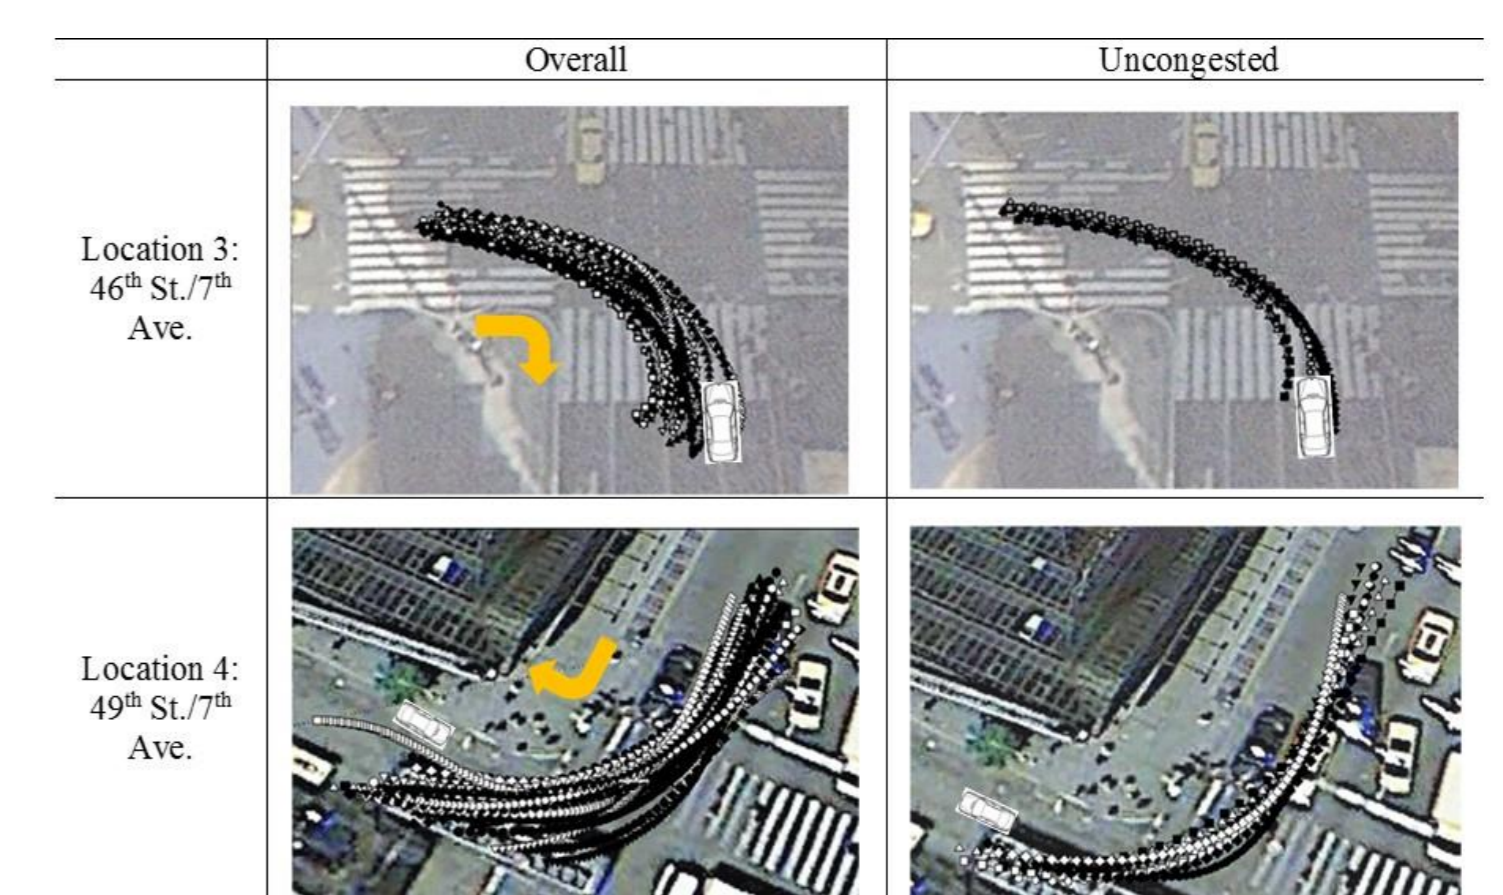 Overall
Uncongested
Location 3:
46th St./7th
Ave.
Location 4:
49th St./7th
Ave.